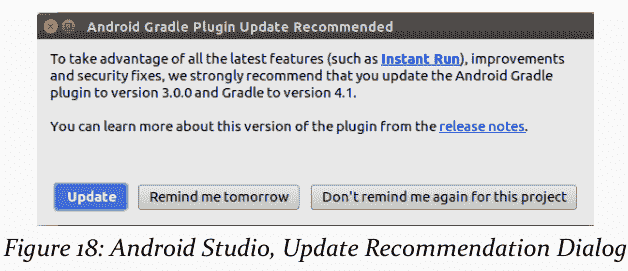 Android Gradle Plugin Update Recommended
To take advantage of all the latest features (such as Instant Run), improvements
and security fixes, we strongly recommend that you update the Android Gradle
plugin to version 3.0.0 and Gradle to version 4.1.
You can learn more about this version of the plugin from the release notes.
Update Remind me tomorrow Don't remind me again for this project
Figure 18: Android Studio, Update Recommendation Dialog